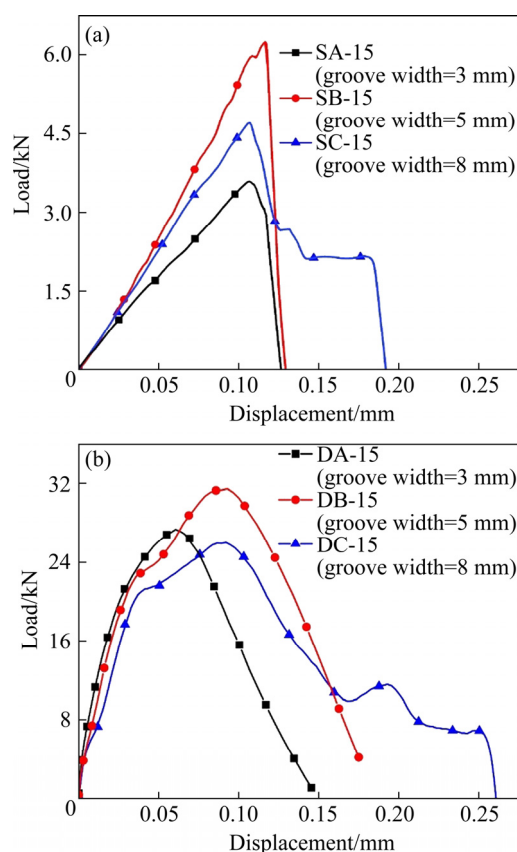 (a)
SA-15
(groove width=3 mm)
SB-15
(groove width=5 mm)
SC-15
(groove width=8 mm)
Load/kN
6.0
4.5
3.0
1.5
0
0.05
0.10
0.15
0.20
0.25
Displacement/mm
(b)
DA-15
(groove width=3 mm)
DB-15
(groove width=5 mm)
DC-15
(groove width=8 mm)
Load/kN
32
24
16
8
0
0.05
0.10
0.15
0.20
0.25
Displacement/mm